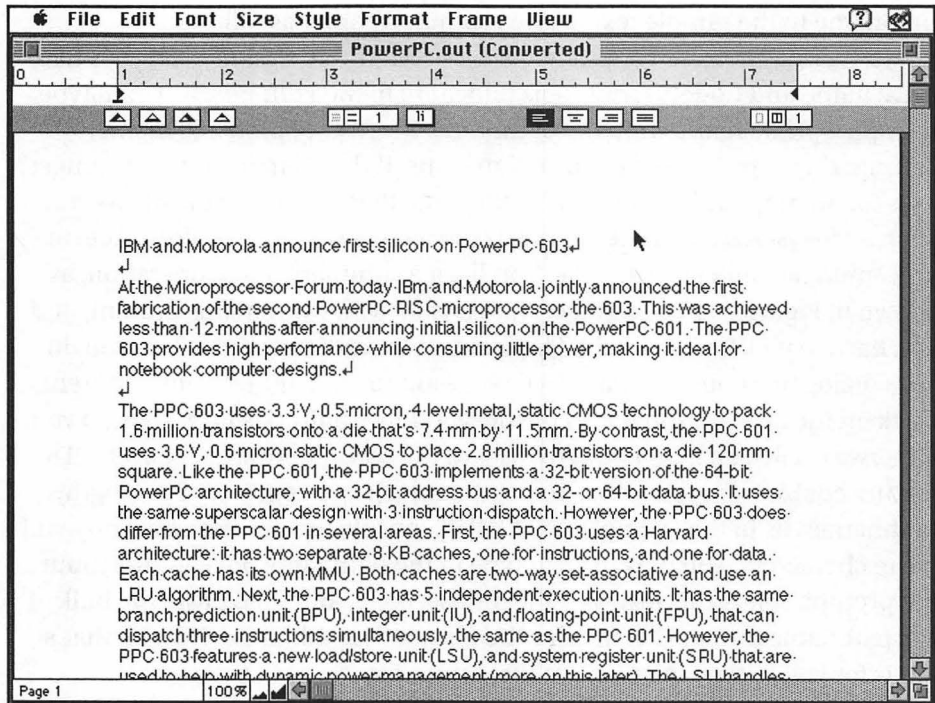 File Edit Font Size Style Format Frame View
PowerPC.out (Converted)
0 1 2 3 4 5 6 7 8
1 1i 1
IBM and Motorola announce first silicon on PowerPC 603↵
↵
At the Microprocessor Forum today IBm and Motorola jointly announced the first
fabrication of the second PowerPC RISC microprocessor, the 603. This was achieved
less than 12 months after announcing initial silicon on the PowerPC 601. The PPC
603 provides high performance while consuming little power, making it ideal for
notebook computer designs.↵
↵
The PPC 603 uses 3.3 V, 0.5 micron, 4 level metal, static CMOS technology to pack
1.6 million transistors onto a die that's 7.4 mm by 11.5mm. By contrast, the PPC 601
uses 3.6 V, 0.6 micron static CMOS to place 2.8 million transistors on a die 120 mm
square. Like the PPC 601, the PPC 603 implements a 32-bit version of the 64-bit
PowerPC architecture, with a 32-bit address bus and a 32- or 64-bit data bus. It uses
the same superscalar design with 3 instruction dispatch. However, the PPC 603 does
differ from the PPC 601 in several areas. First, the PPC 603 uses a Harvard
architecture: it has two separate 8 KB caches, one for instructions, and one for data.
Each cache has its own MMU. Both caches are two-way set-associative and use an
LRU algorithm. Next, the PPC 603 has 5 independent execution units. It has the same
branch prediction unit (BPU), integer unit (IU), and floating-point unit (FPU), that can
dispatch three instructions simultaneously, the same as the PPC 601. However, the
PPC 603 features a new load/store unit (LSU), and system register unit (SRU) that are
used to help with dynamic power management (more on this later). The LSU handles
Page 1 100%